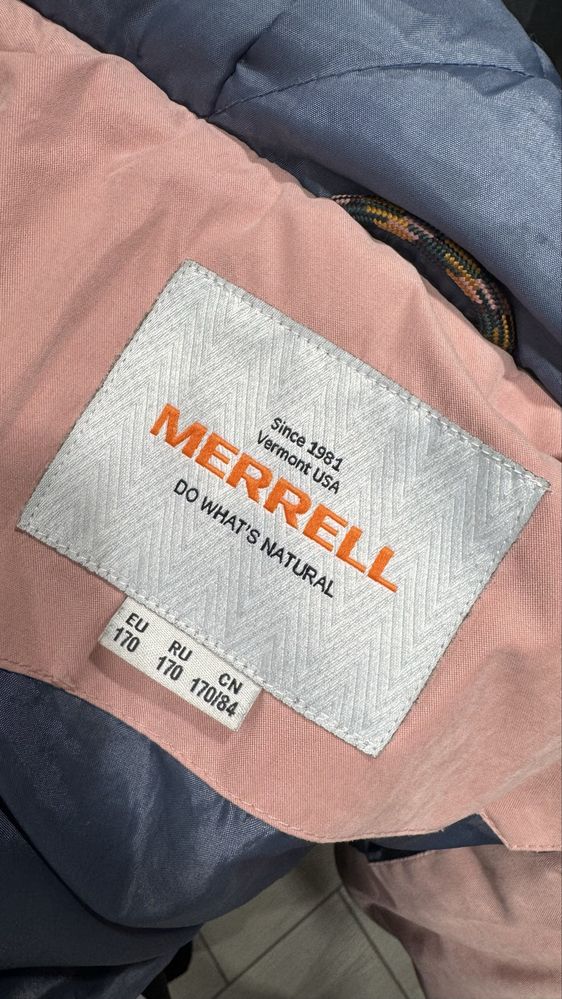 Since 1981
Vermont USA
MERRELL
DO WHAT'S NATURAL
EU RU CN
170 170 170/84